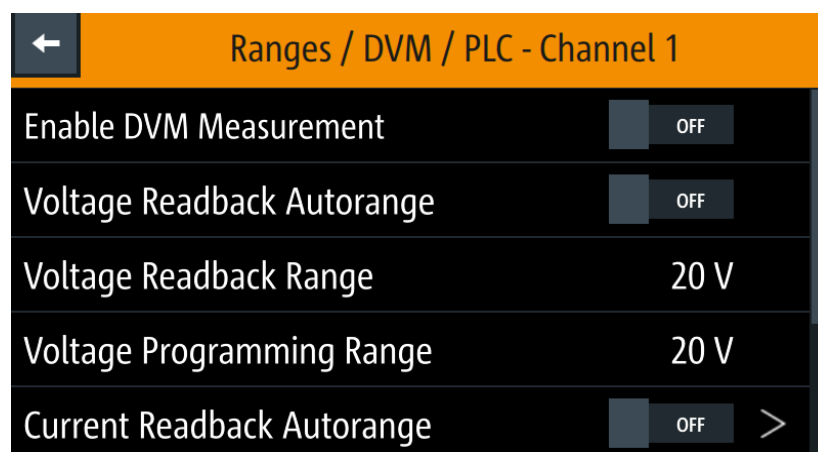 Ranges / DVM / PLC - Channel 1
Enable DVM Measurement OFF
Voltage Readback Autorange OFF
Voltage Readback Range 20 V
Voltage Programming Range 20 V
Current Readback Autorange OFF >